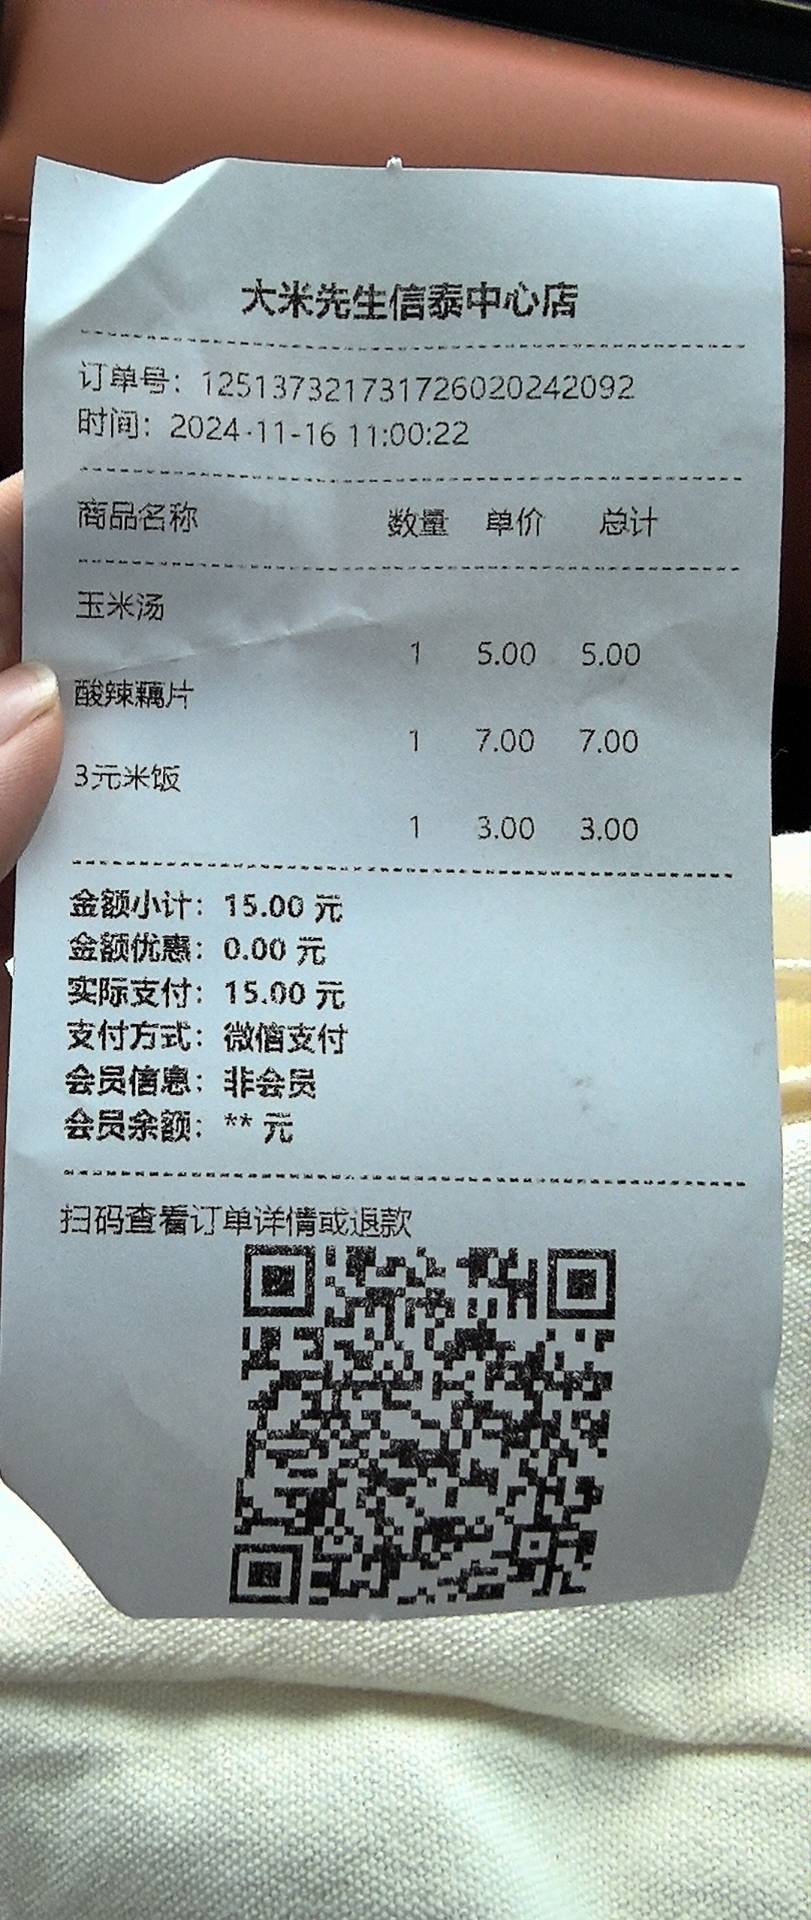 大米先生信泰中心店
订单号：125137321731726020242092
时间：2024-11-16 11:00:22
商品名称 数量 单价 总计
玉米汤
1 5.00 5.00
酸辣藕片
1 7.00 7.00
3元米饭
1 3.00 3.00
金额小计：15.00 元
金额优惠：0.00 元
实际支付：15.00 元
支付方式：微信支付
会员信息：非会员
会员余额：** 元
扫码查看订单详情或退款